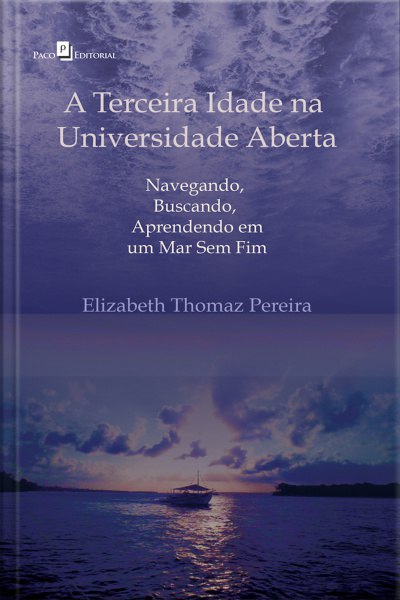 PACO P EDITORIAL
A Terceira Idade na
Universidade Aberta
Navegando,
Buscando,
Aprendendo em
um Mar Sem Fim
Elizabeth Thomaz Pereira